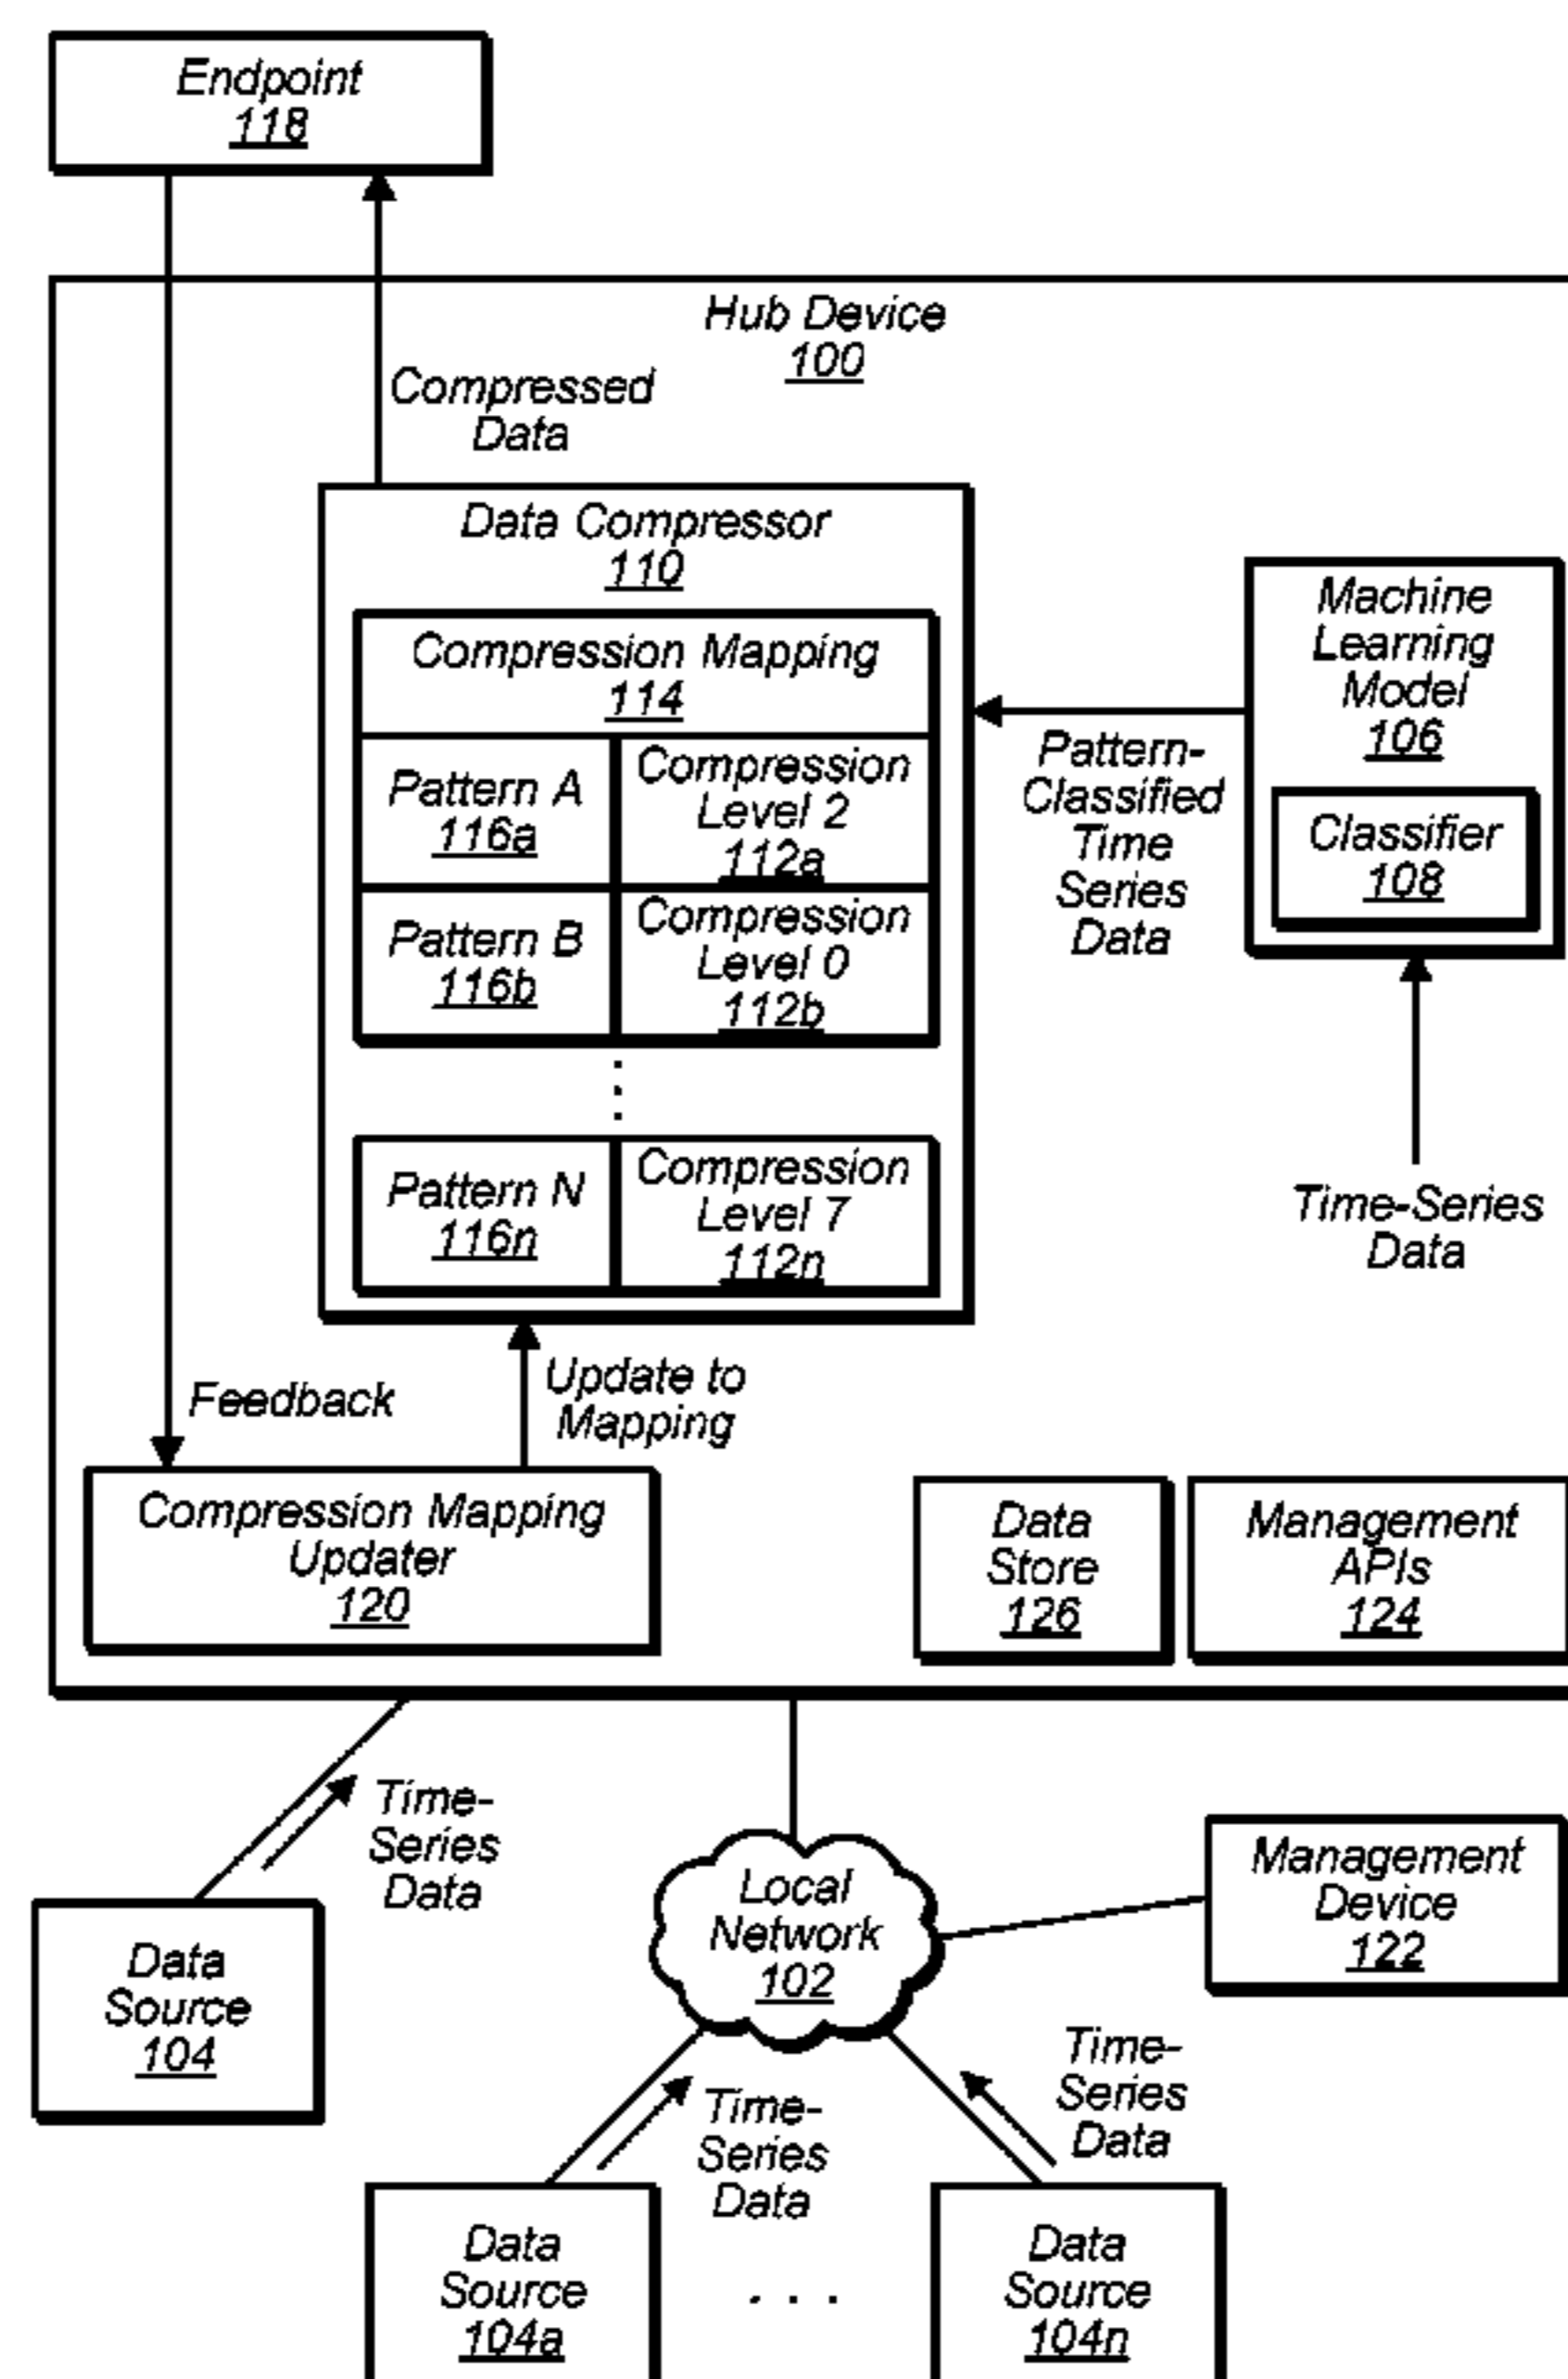 Endpoint
118
Hub Device
100
Compressed
Data
Data Compressor
110
Compression Mapping
114
Pattern A
116a
Compression
Level 2
112a
Pattern B
116b
Compression
Level 0
112b
Pattern N
116n
Compression
Level 7
112n
Machine
Learning
Model
106
Classifier
108
Pattern-
Classified
Time
Series
Data
Time-Series
Data
Feedback
Update to
Mapping
Compression Mapping
Updater
120
Data
Store
126
Management
APIs
124
Time-
Series
Data
Data
Source
104
Local
Network
102
Management
Device
122
Time-
Series
Data
Time-
Series
Data
Data
Source
104a
. . .
Data
Source
104n